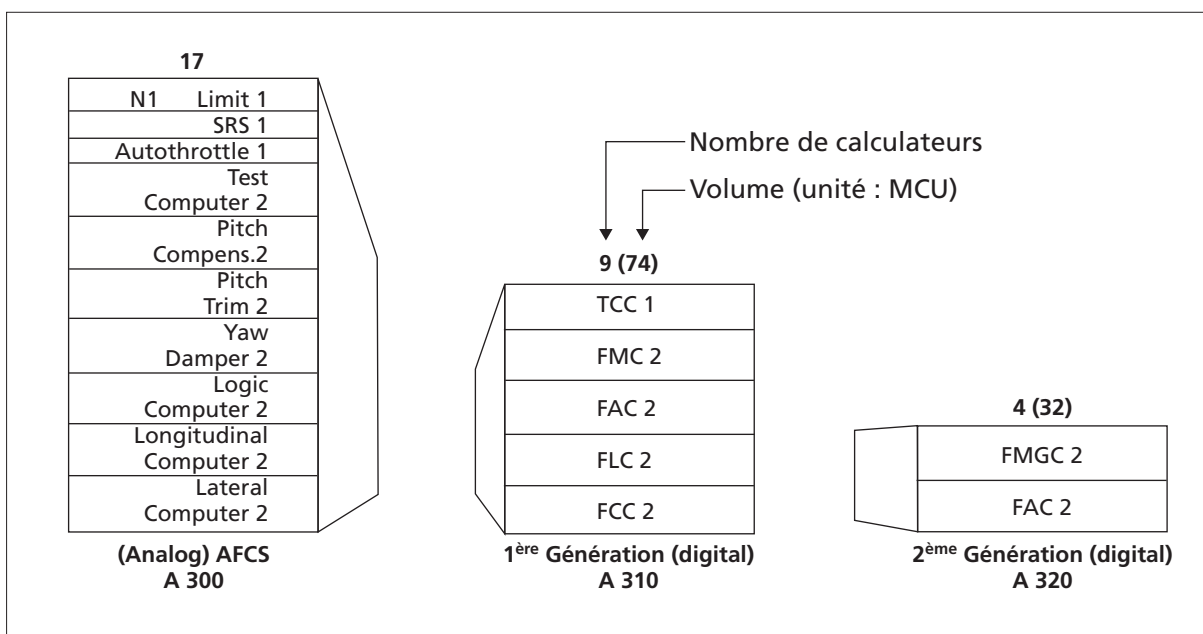 17
N1 Limit 1
SRS 1
Autothrottle 1
Test
Computer 2
Pitch
Compens.2
Pitch
Trim 2
Yaw
Damper 2
Logic
Computer 2
Longitudinal
Computer 2
Lateral
Computer 2
(Analog) AFCS
A 300
Nombre de calculateurs
Volume (unité : MCU)
9 (74)
TCC 1
FMC 2
FAC 2
FLC 2
FCC 2
1ère Génération (digital)
A 310
4 (32)
FMGC 2
FAC 2
2ème Génération (digital)
A 320